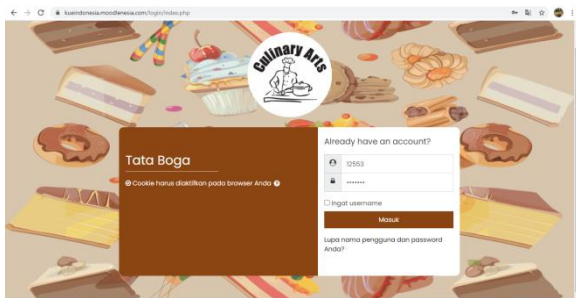 kueindonesia.moodlenesia.com/login/index.php
Culinary Arts
Tata Boga
Cookie harus diaktifkan pada browser Anda
Already have an account?
12553
•••••••
Ingat username
Masuk
Lupa nama pengguna dan password
Anda?